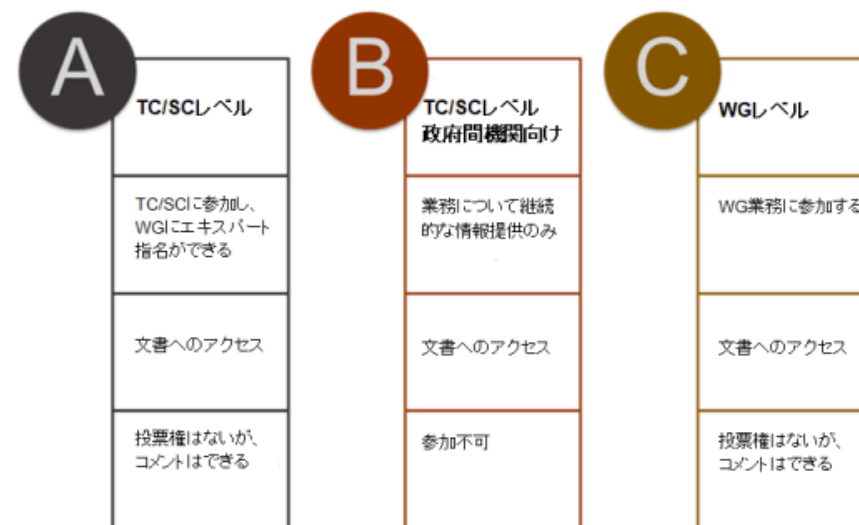 A
TC/SCレベル
TC/SCに参加し、
WGにエキスパート
指名ができる
文書へのアクセス
投票権はないが、
コメントはできる
B
TC/SCレベル
政府間機関向け
業務について継続
的な情報提供のみ
文書へのアクセス
参加不可
C
WGレベル
WG業務に参加する
文書へのアクセス
投票権はないが、
コメントはできる